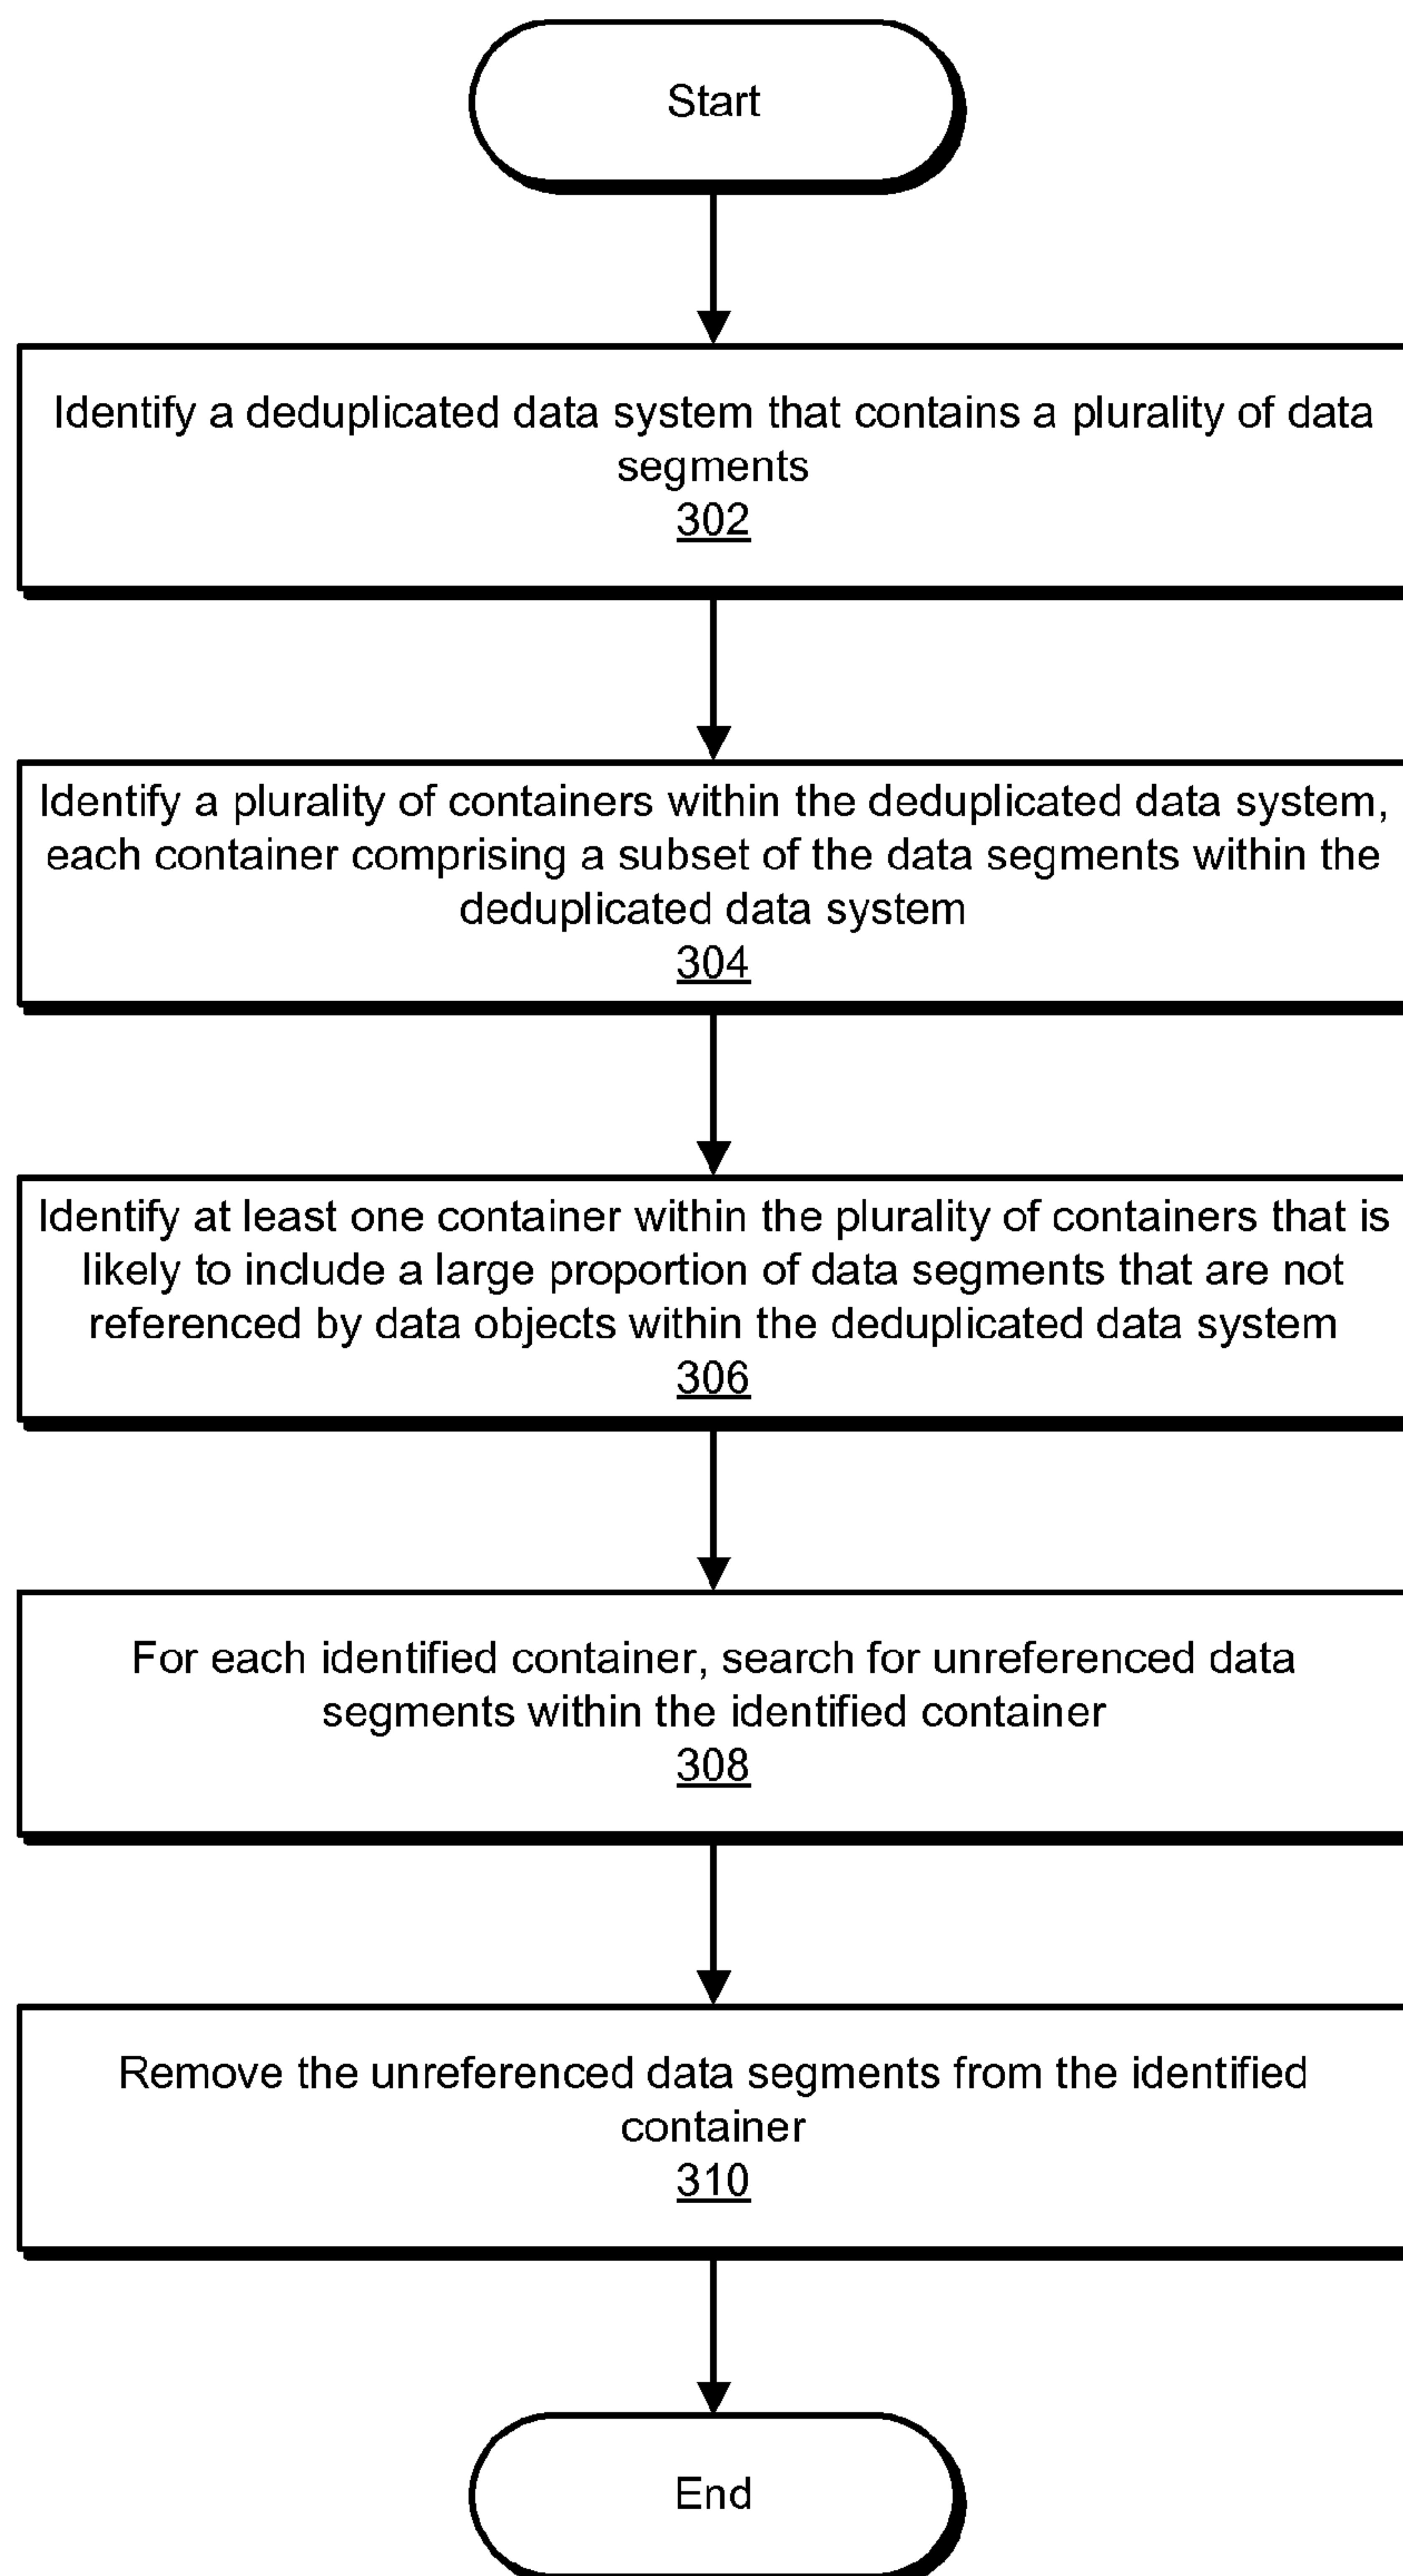 Start
Identify a deduplicated data system that contains a plurality of data
segments
302
Identify a plurality of containers within the deduplicated data system,
each container comprising a subset of the data segments within the
deduplicated data system
304
Identify at least one container within the plurality of containers that is
likely to include a large proportion of data segments that are not
referenced by data objects within the deduplicated data system
306
For each identified container, search for unreferenced data
segments within the identified container
308
Remove the unreferenced data segments from the identified
container
310
End